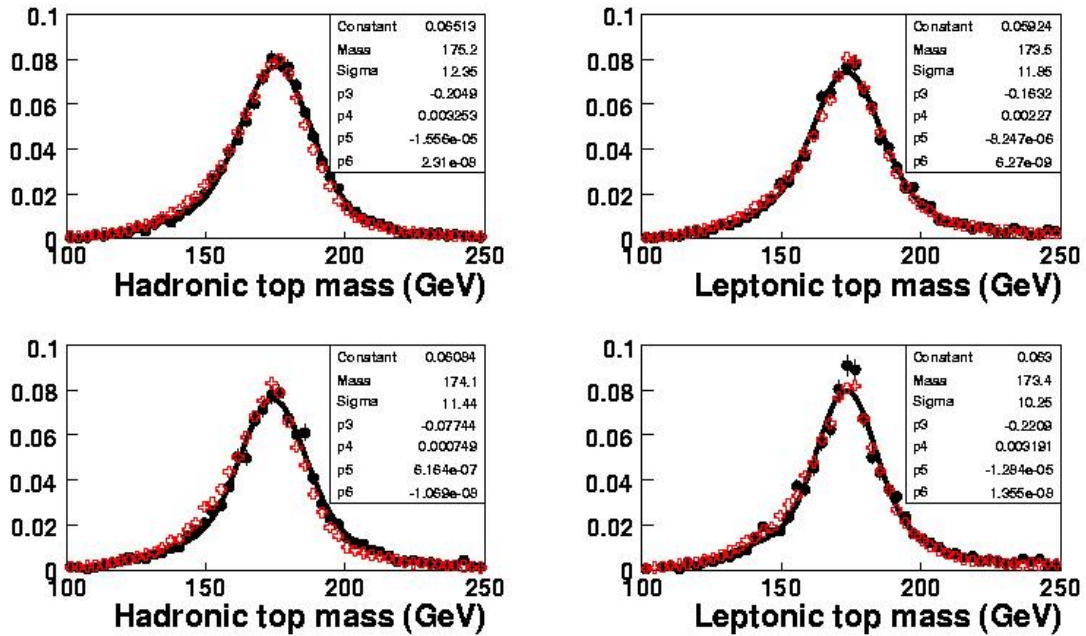 0.1
0.08
0.06
0.04
0.02
0
100 150 200 250
Hadronic top mass (GeV)
Constant 0.06513
Mass 175.2
Sigma 12.35
p3 -0.2049
p4 0.003253
p5 -1.556e-05
p6 2.31e-08
0.1
0.08
0.06
0.04
0.02
0
100 150 200 250
Leptonic top mass (GeV)
Constant 0.05924
Mass 173.5
Sigma 11.85
p3 -0.1632
p4 0.00227
p5 -8.247e-06
p6 6.27e-09
0.1
0.08
0.06
0.04
0.02
0
100 150 200 250
Hadronic top mass (GeV)
Constant 0.06084
Mass 174.1
Sigma 11.44
p3 -0.07744
p4 0.000749
p5 6.164e-07
p6 -1.069e-08
0.1
0.08
0.06
0.04
0.02
0
100 150 200 250
Leptonic top mass (GeV)
Constant 0.063
Mass 173.4
Sigma 10.25
p3 -0.2209
p4 0.003191
p5 -1.284e-05
p6 1.355e-08